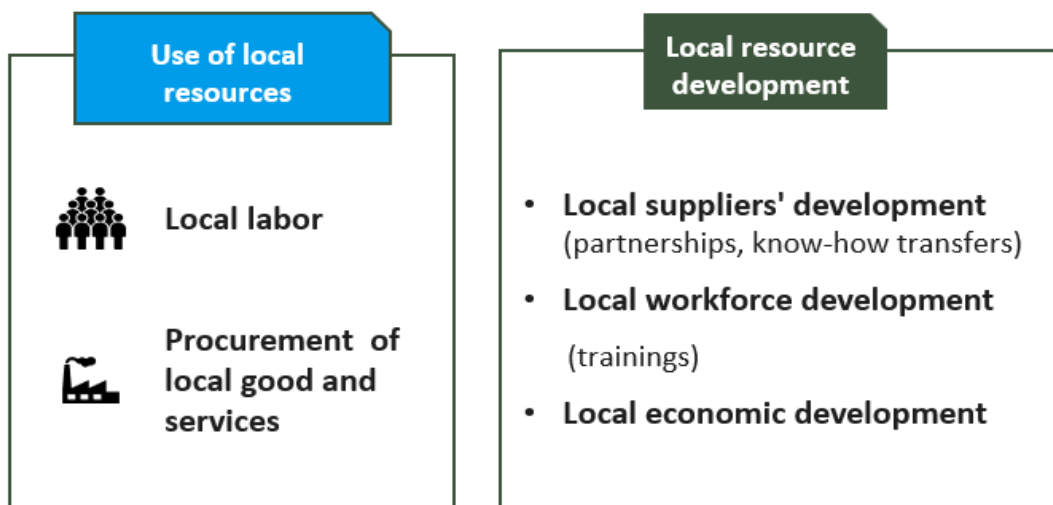 Use of local
resources
Local labor
Procurement of
local good and
services
Local resource
development
• Local suppliers' development
(partnerships, know-how transfers)
• Local workforce development
(trainings)
• Local economic development